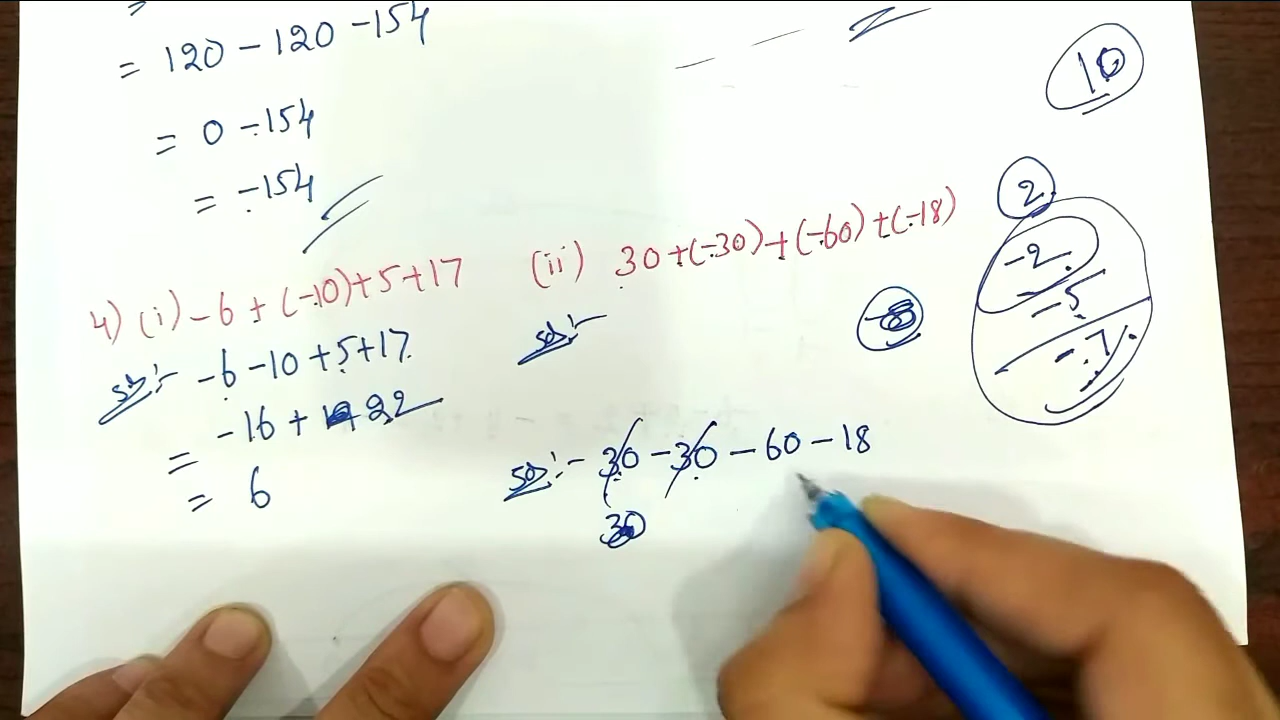 = 120 - 120 - 154
= 0 - 154
= -154
4) (i) -6 + (-10) + 5 + 17
Sol:- -6 - 10 + 5 + 17
-16 + 22
= 6
(ii) 30 + (-30) + (-60) + (-18)
Sol:-
Sol:- 30 - 30 - 60 - 18
30
10
2
-2
-5
-7